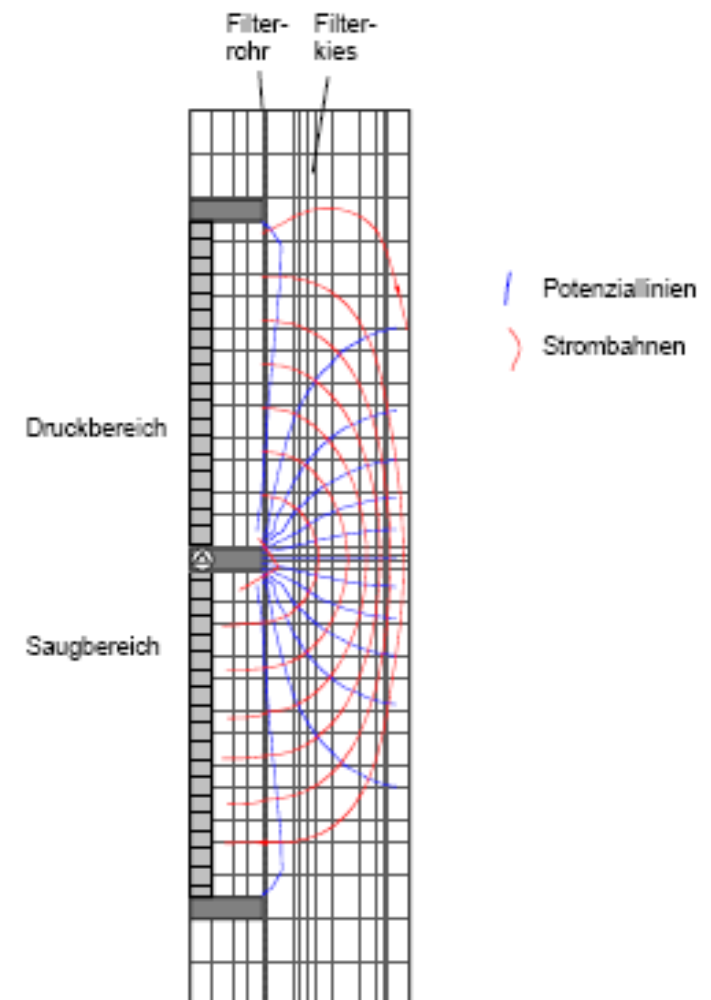 Filter-
rohr
Filter-
kies
Potenziallinien
Strombahnen
Druckbereich
Saugbereich